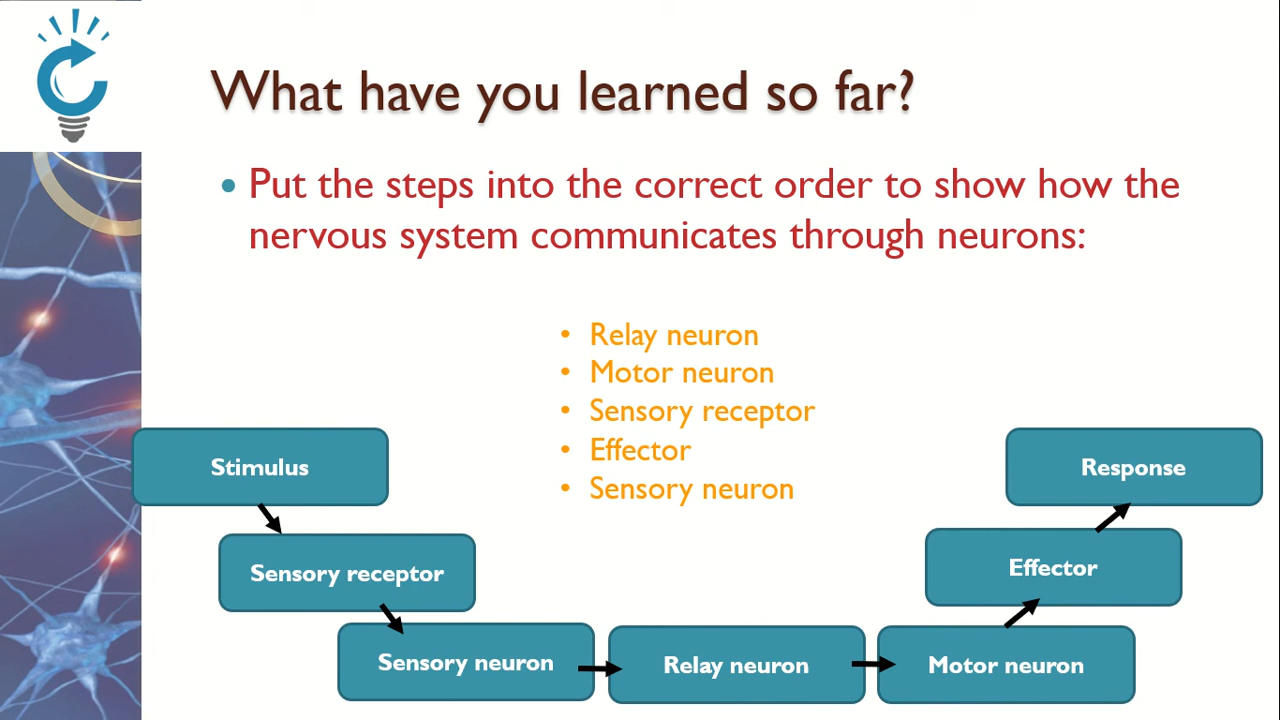 What have you learned so far?
• Put the steps into the correct order to show how the
nervous system communicates through neurons:
• Relay neuron
• Motor neuron
• Sensory receptor
• Effector
• Sensory neuron
Stimulus
Sensory receptor
Sensory neuron
Relay neuron
Motor neuron
Effector
Response